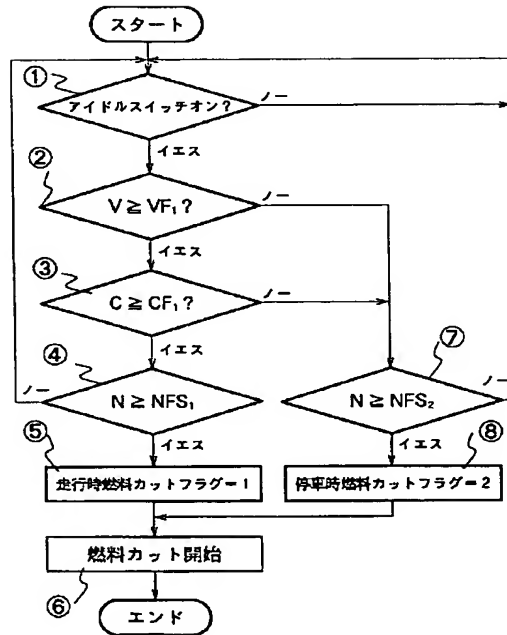 スタート
①
アイドルスイッチオン?
ノー
イエス
②
V ≧ VF₁?
ノー
イエス
③
C ≧ CF₁?
ノー
イエス
④
N ≧ NFS₁
ノー
イエス
⑦
N ≧ NFS₂
ノー
イエス
⑤
走行時燃料カットフラグー1
⑧
停車時燃料カットフラグー2
燃料カット開始
⑥
エンド